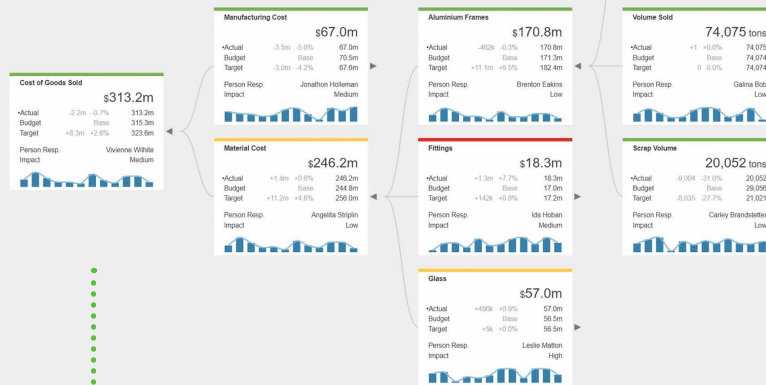 Cost of Goods Sold
$313.2m
•Actual -2.2m -0.7% 313.2m
Budget Base 315.3m
Target +8.3m +2.6% 323.6m
Person Resp. Vivienne Wilhite
Impact Medium
Manufacturing Cost
$67.0m
•Actual -3.5m -5.0% 67.0m
Budget Base 70.5m
Target -3.0m -4.2% 67.6m
Person Resp. Jonathon Holleman
Impact Medium
Material Cost
$246.2m
•Actual +1.4m +0.6% 246.2m
Budget Base 244.8m
Target +11.2m +4.6% 256.0m
Person Resp. Angelita Striplin
Impact Low
Aluminium Frames
$170.8m
•Actual -462k -0.3% 170.8m
Budget Base 171.3m
Target +11.1m +6.5% 182.4m
Person Resp. Brenton Eakins
Impact Low
Fittings
$18.3m
•Actual +1.3m +7.7% 18.3m
Budget Base 17.0m
Target +142k +0.8% 17.2m
Person Resp. Ida Hoban
Impact Medium
Glass
$57.0m
•Actual +496k +0.9% 57.0m
Budget Base 56.5m
Target +5k +0.0% 56.5m
Person Resp. Leslie Matton
Impact High
Volume Sold
74,075 tons
•Actual +1 +0.0% 74,075
Budget Base 74,074
Target 0 0.0% 74,074
Person Resp. Galina Bob
Impact Low
Scrap Volume
20,052 tons
•Actual -9,004 -31.0% 20,052
Budget Base 29,056
Target -8,035 -27.7% 21,021
Person Resp. Carley Brandstetter
Impact Low